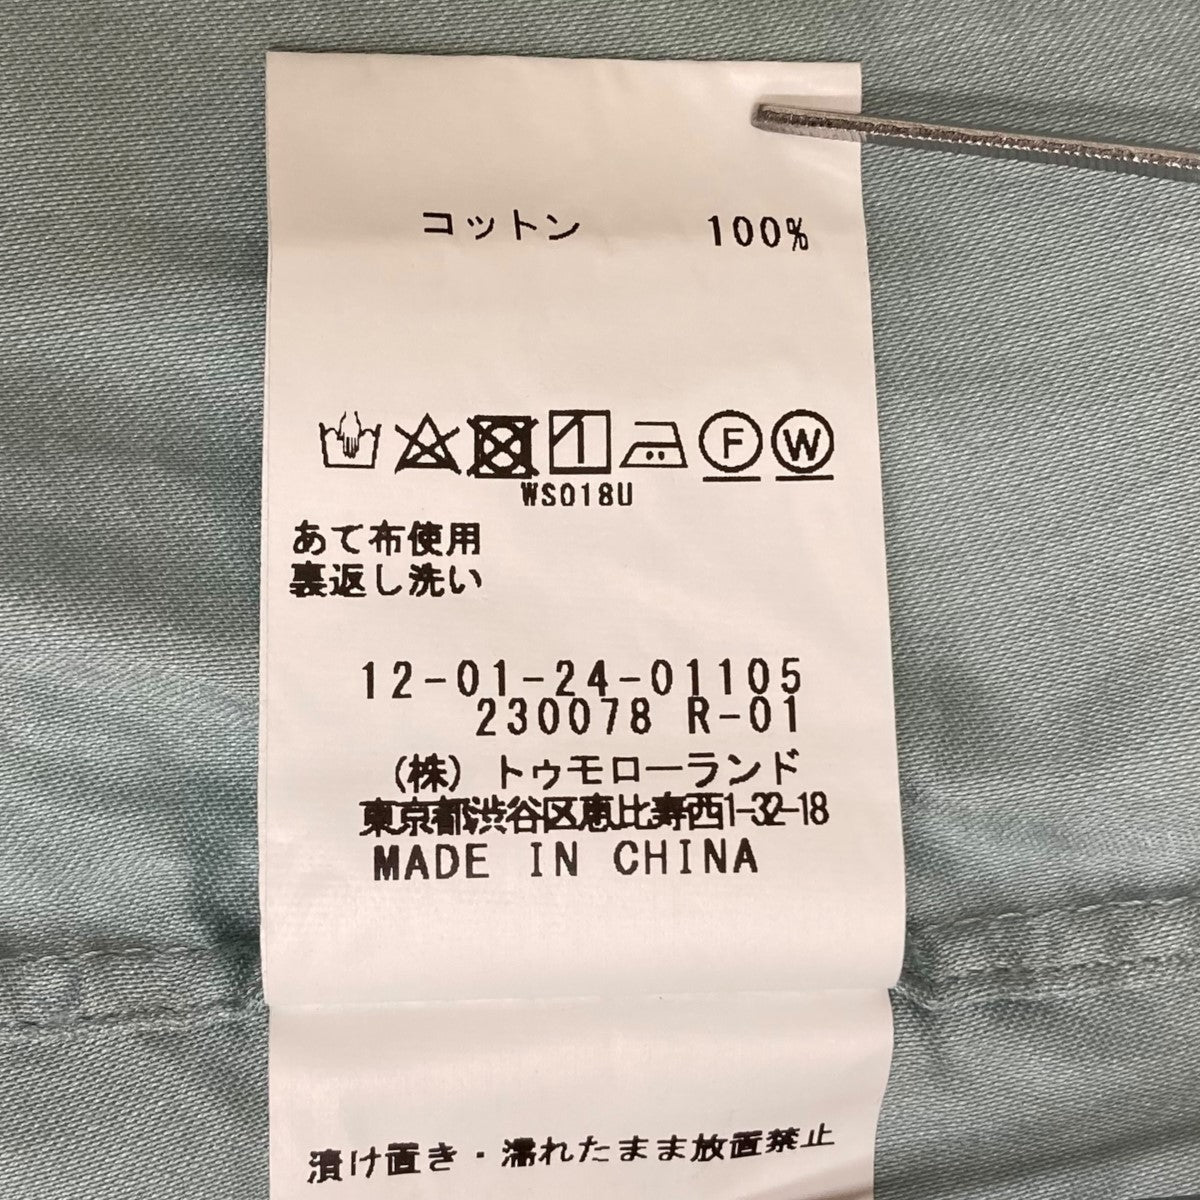 コットン 100%
F W
WS018U
あて布使用
裏返し洗い
12-01-24-01105
230078 R-01
(株) トゥモローランド
東京都渋谷区恵比寿西1-32-18
MADE IN CHINA
漬け置き・濡れたまま放置禁止